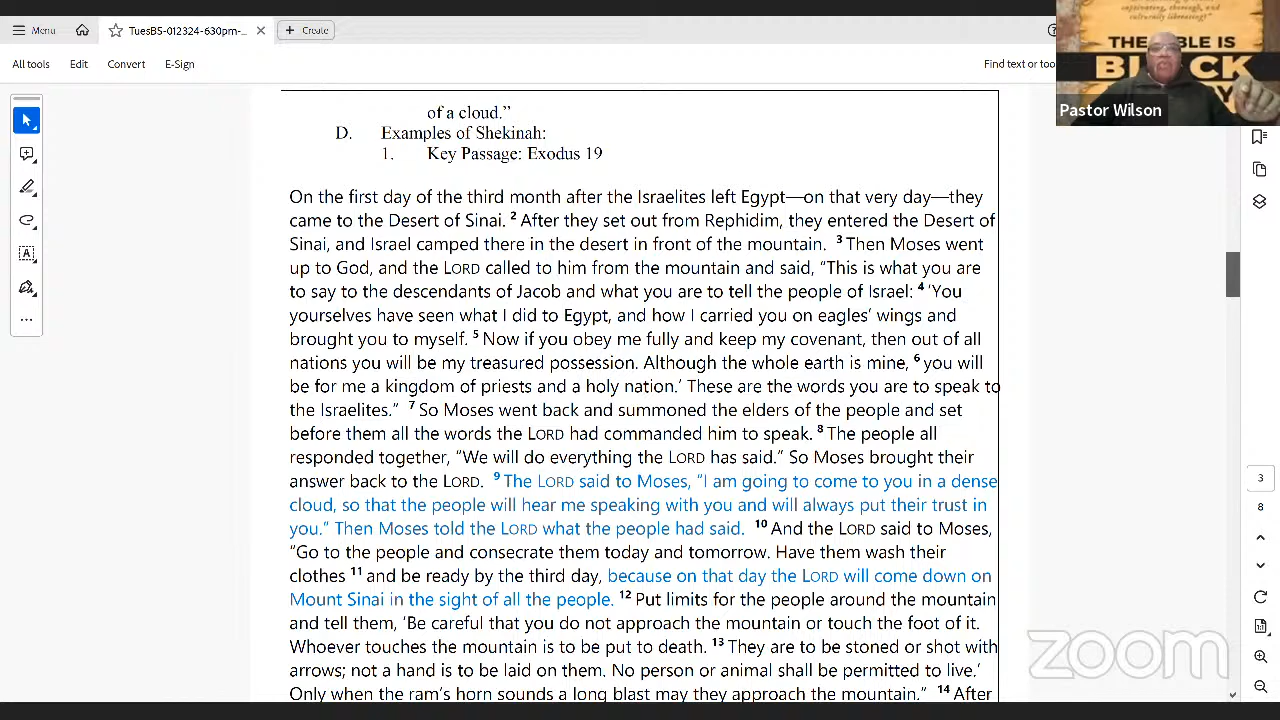 Menu
TuesBS-012324-630pm-...
Create
All tools
Edit
Convert
E-Sign
Find text or too
captivating, thorough, and
culturally liberating!"
THE BIBLE IS
BLACK
Pastor Wilson
of a cloud.”
D. Examples of Shekinah:
1. Key Passage: Exodus 19
On the first day of the third month after the Israelites left Egypt—on that very day—they
came to the Desert of Sinai. 2 After they set out from Rephidim, they entered the Desert of
Sinai, and Israel camped there in the desert in front of the mountain. 3 Then Moses went
up to God, and the LORD called to him from the mountain and said, “This is what you are
to say to the descendants of Jacob and what you are to tell the people of Israel: 4 ‘You
yourselves have seen what I did to Egypt, and how I carried you on eagles’ wings and
brought you to myself. 5 Now if you obey me fully and keep my covenant, then out of all
nations you will be my treasured possession. Although the whole earth is mine, 6 you will
be for me a kingdom of priests and a holy nation.’ These are the words you are to speak to
the Israelites.” 7 So Moses went back and summoned the elders of the people and set
before them all the words the LORD had commanded him to speak. 8 The people all
responded together, “We will do everything the LORD has said.” So Moses brought their
answer back to the LORD. 9 The LORD said to Moses, “I am going to come to you in a dense
cloud, so that the people will hear me speaking with you and will always put their trust in
you.” Then Moses told the LORD what the people had said. 10 And the LORD said to Moses,
“Go to the people and consecrate them today and tomorrow. Have them wash their
clothes 11 and be ready by the third day, because on that day the LORD will come down on
Mount Sinai in the sight of all the people. 12 Put limits for the people around the mountain
and tell them, ‘Be careful that you do not approach the mountain or touch the foot of it.
Whoever touches the mountain is to be put to death. 13 They are to be stoned or shot with
arrows; not a hand is to be laid on them. No person or animal shall be permitted to live.’
Only when the ram’s horn sounds a long blast may they approach the mountain.” 14 After
3
8
zoom